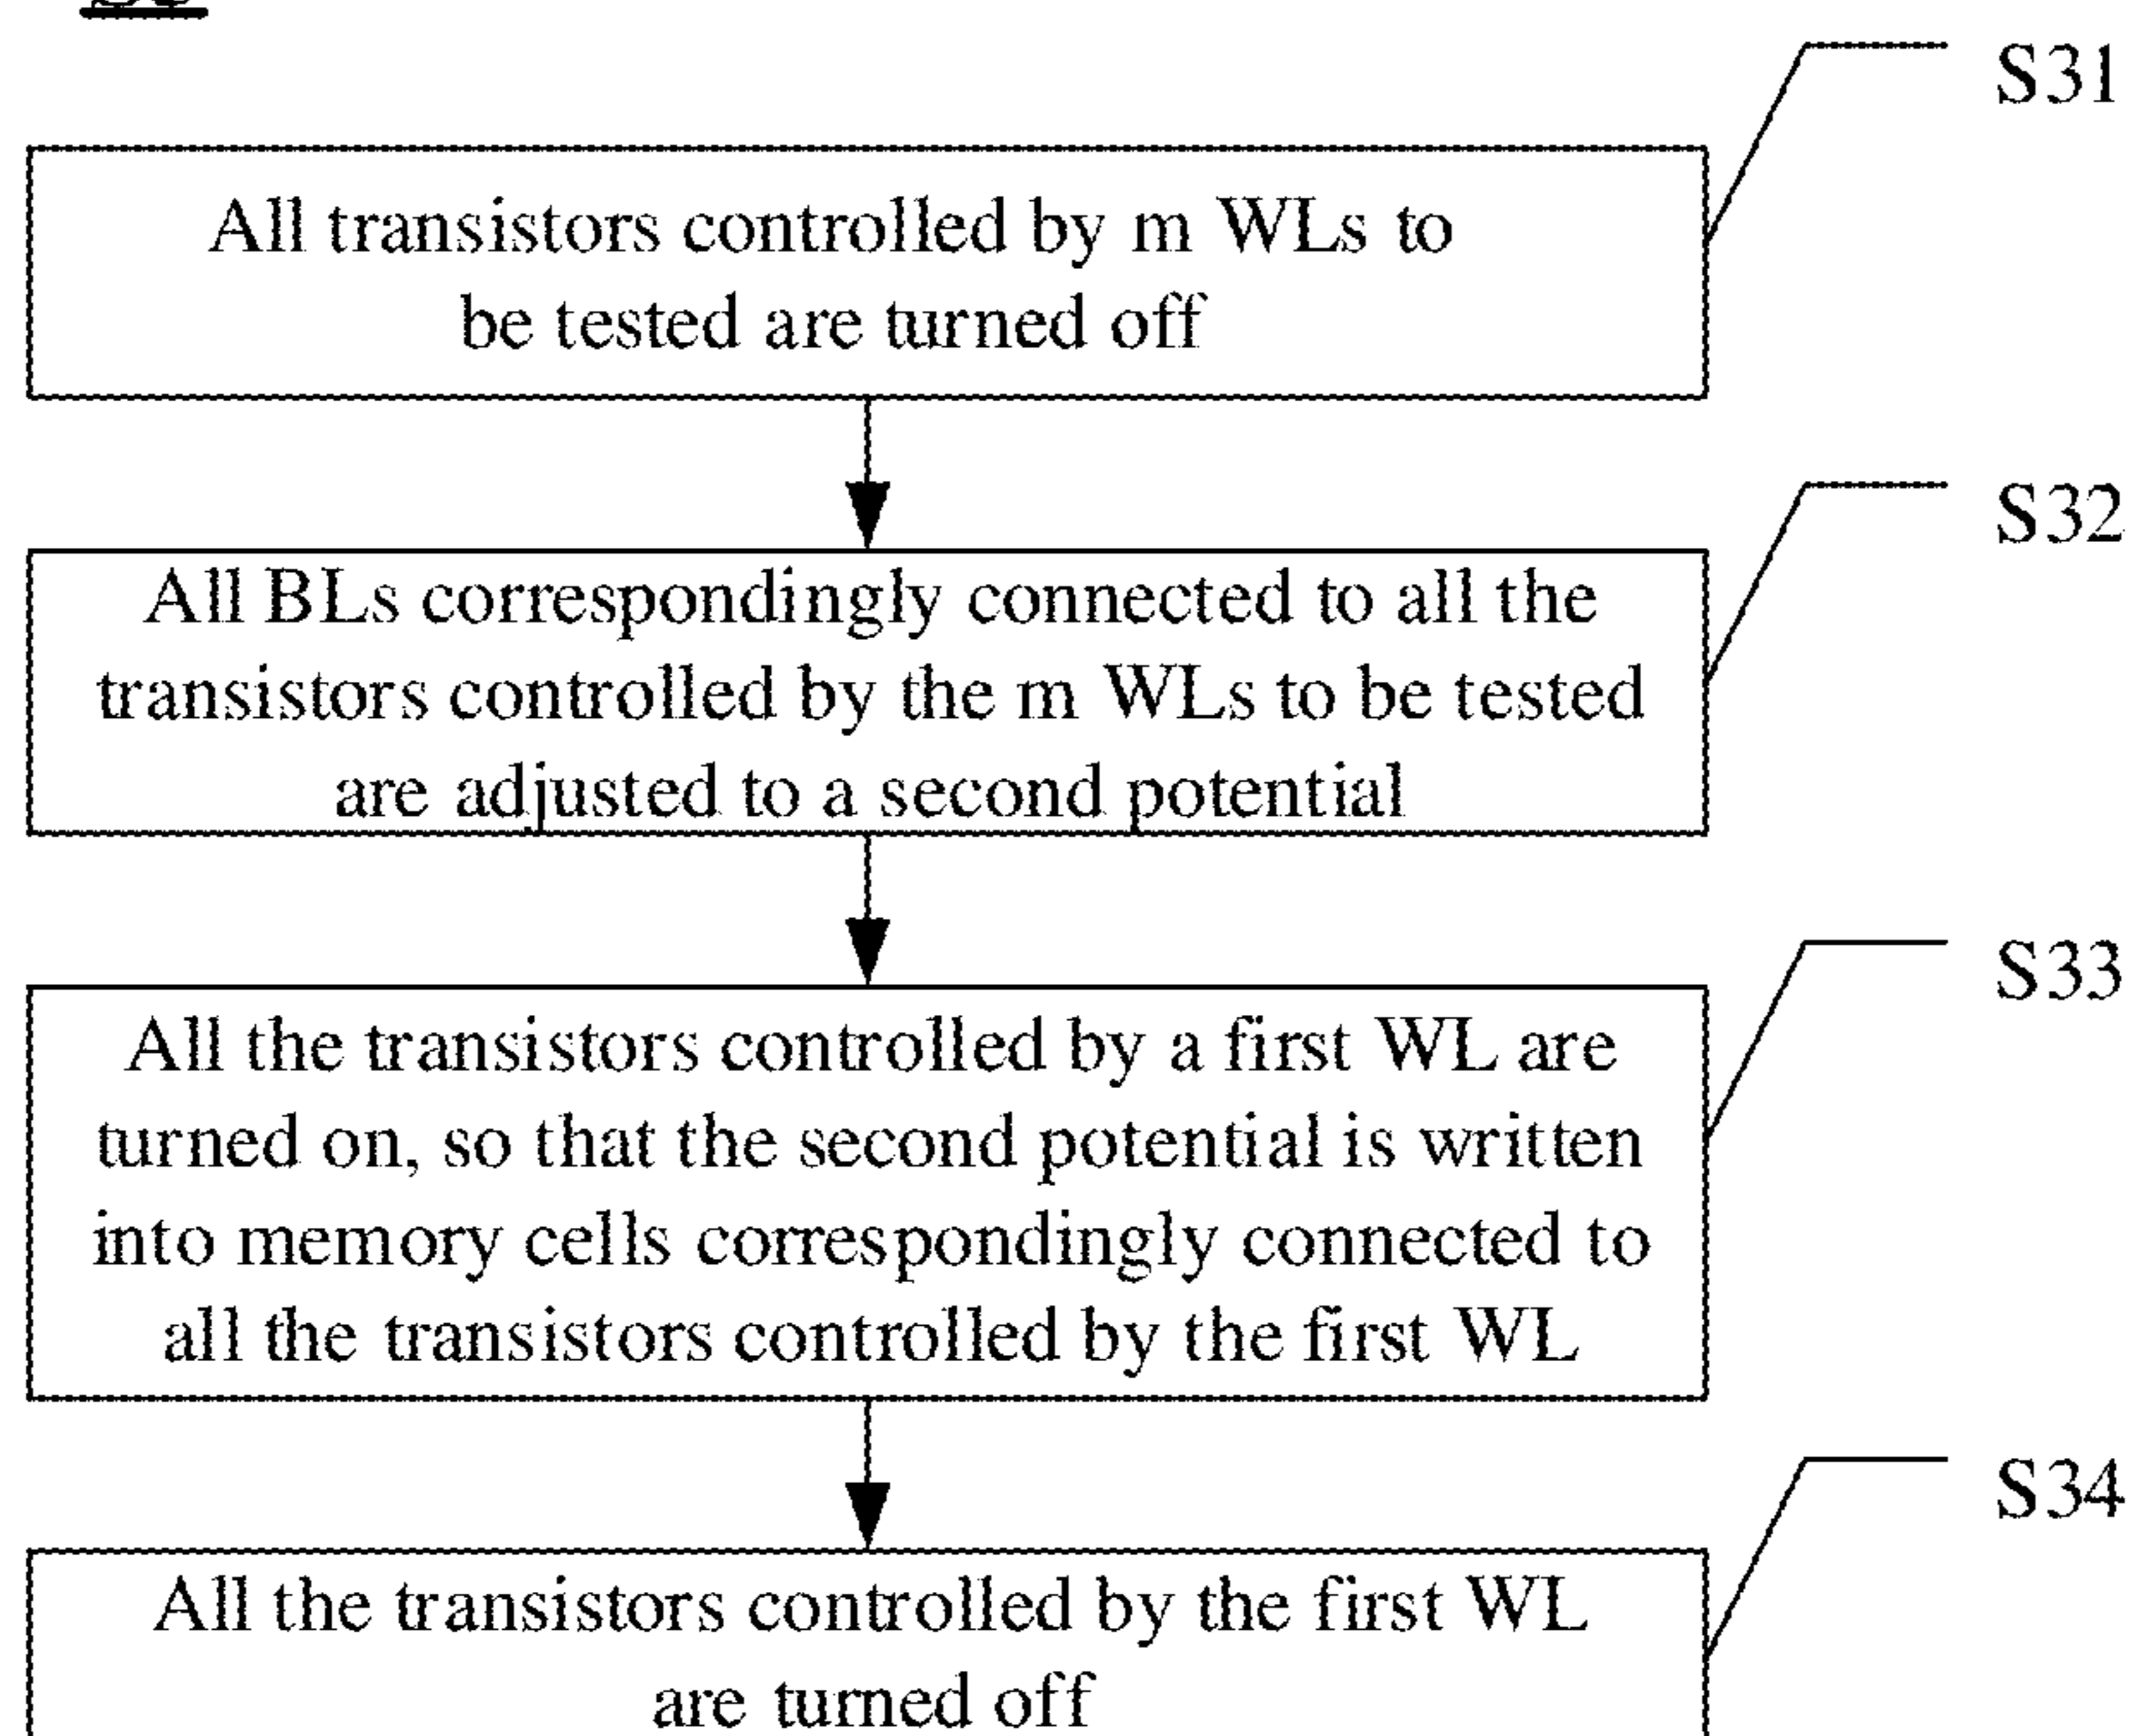 S31
All transistors controlled by m WLs to
be tested are turned off
S32
All BLs correspondingly connected to all the
transistors controlled by the m WLs to be tested
are adjusted to a second potential
S33
All the transistors controlled by a first WL are
turned on, so that the second potential is written
into memory cells correspondingly connected to
all the transistors controlled by the first WL
S34
All the transistors controlled by the first WL
are turned off